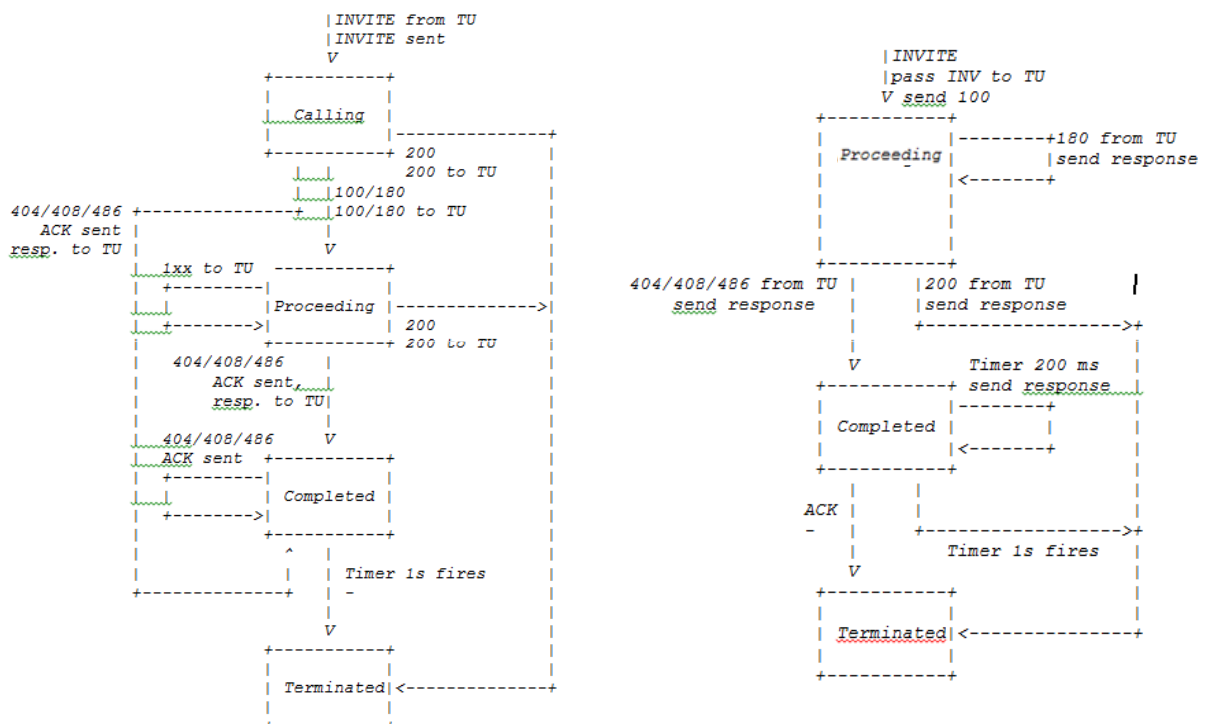 |INVITE from TU
|INVITE sent
V
Calling
200
200 to TU
100/180
100/180 to TU
404/408/486
ACK sent
resp. to TU
V
1xx to TU
Proceeding
200
200 to TU
404/408/486
ACK sent,
resp. to TU
404/408/486
ACK sent
V
Completed
^
Timer 1s fires
-
V
Terminated
|INVITE
|pass INV to TU
V send 100
Proceeding
180 from TU
send response
404/408/486 from TU
send response
200 from TU
send response
V
Timer 200 ms
send response
Completed
ACK
-
Timer 1s fires
V
Terminated